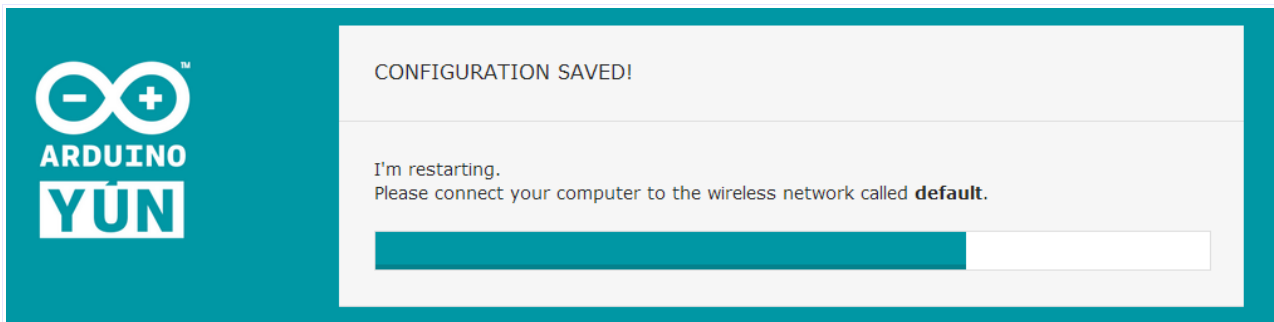 ARDUINO
YÚN
CONFIGURATION SAVED!
I'm restarting.
Please connect your computer to the wireless network called default.